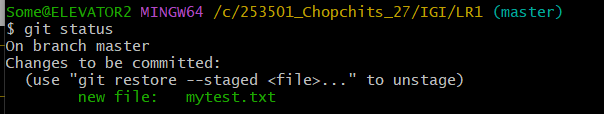 Some@ELEVATOR2 MINGW64 /c/253501_Chopchits_27/IGI/LR1 (master)
$ git status
On branch master
Changes to be committed:
  (use "git restore --staged <file>..." to unstage)
        new file:   mytest.txt